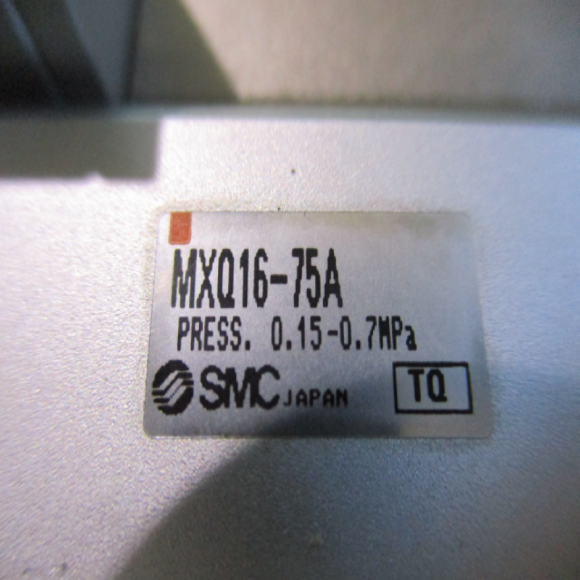 MXQ16-75A
PRESS. 0.15-0.7MPa
SMC JAPAN
TQ